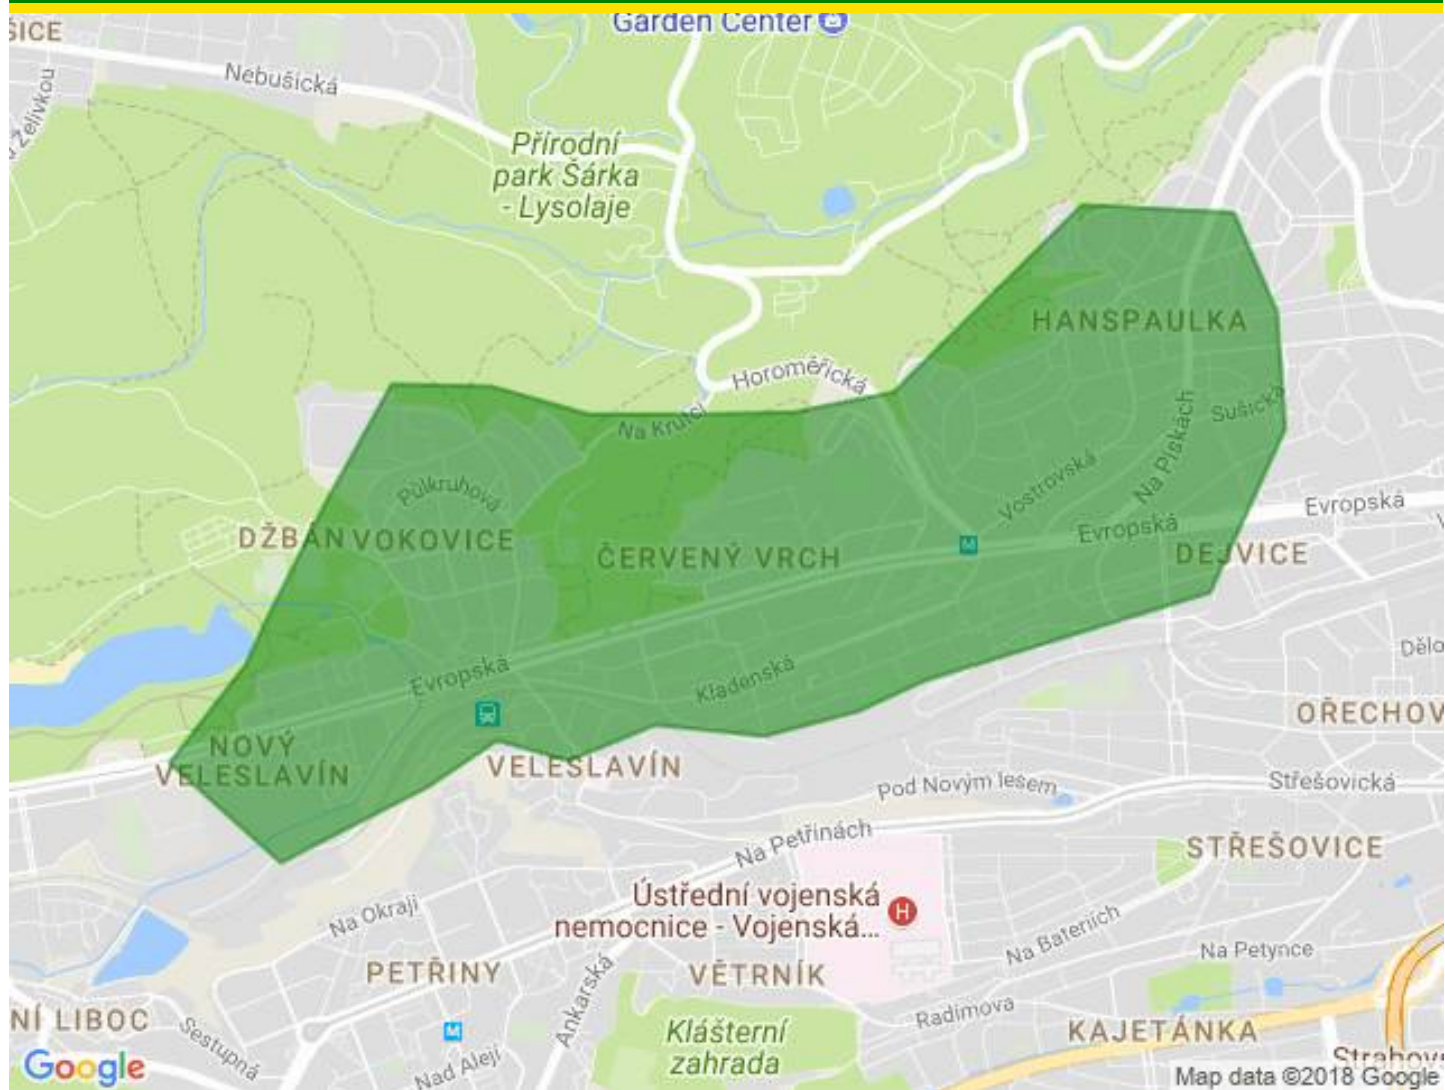 Garden Center
Nebušická
Přírodní
park Šárka
- Lysolaje
HANSPAULKA
Horoměřická
Na Krutci
Sušická
Na Pískách
Půlkruhová
Vostrovská
Evropská
Evropská
DŽBÁN
VOKOVICE
ČERVENÝ VRCH
DEJVICE
Evropská
Kladenská
OŘECHOV
NOVÝ
VELESLAVÍN
VELESLAVÍN
Pod Novým lesem
Střešovická
Na Petřinách
STŘEŠOVICE
Ústřední vojenská
nemocnice - Vojenská...
H
Na Okraji
Na Bateriích
Na Petynce
PETŘINY
VĚTRNÍK
Ankarská
Radimova
NÍ LIBOC
Sestupná
M
Klášterní
zahrada
KAJETÁNKA
Nad Alejí
Google
Map data ©2018 Google